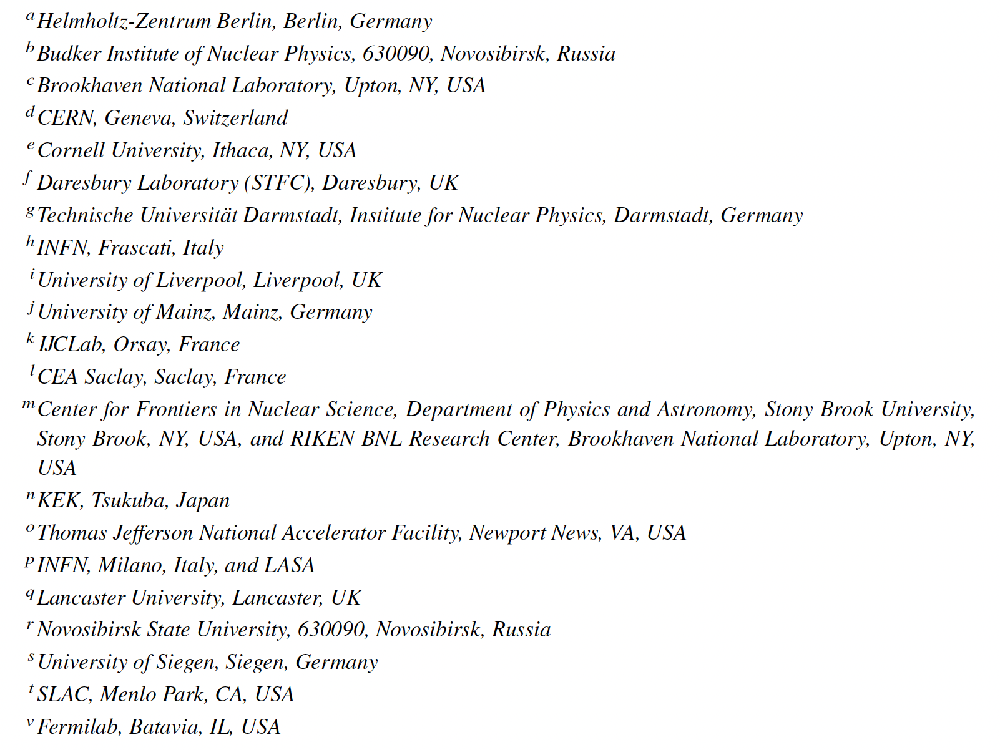 a Helmholtz-Zentrum Berlin, Berlin, Germany
b Budker Institute of Nuclear Physics, 630090, Novosibirsk, Russia
c Brookhaven National Laboratory, Upton, NY, USA
d CERN, Geneva, Switzerland
e Cornell University, Ithaca, NY, USA
f Daresbury Laboratory (STFC), Daresbury, UK
g Technische Universität Darmstadt, Institute for Nuclear Physics, Darmstadt, Germany
h INFN, Frascati, Italy
i University of Liverpool, Liverpool, UK
j University of Mainz, Mainz, Germany
k IJCLab, Orsay, France
l CEA Saclay, Saclay, France
m Center for Frontiers in Nuclear Science, Department of Physics and Astronomy, Stony Brook University,
Stony Brook, NY, USA, and RIKEN BNL Research Center, Brookhaven National Laboratory, Upton, NY,
USA
n KEK, Tsukuba, Japan
o Thomas Jefferson National Accelerator Facility, Newport News, VA, USA
p INFN, Milano, Italy, and LASA
q Lancaster University, Lancaster, UK
r Novosibirsk State University, 630090, Novosibirsk, Russia
s University of Siegen, Siegen, Germany
t SLAC, Menlo Park, CA, USA
v Fermilab, Batavia, IL, USA